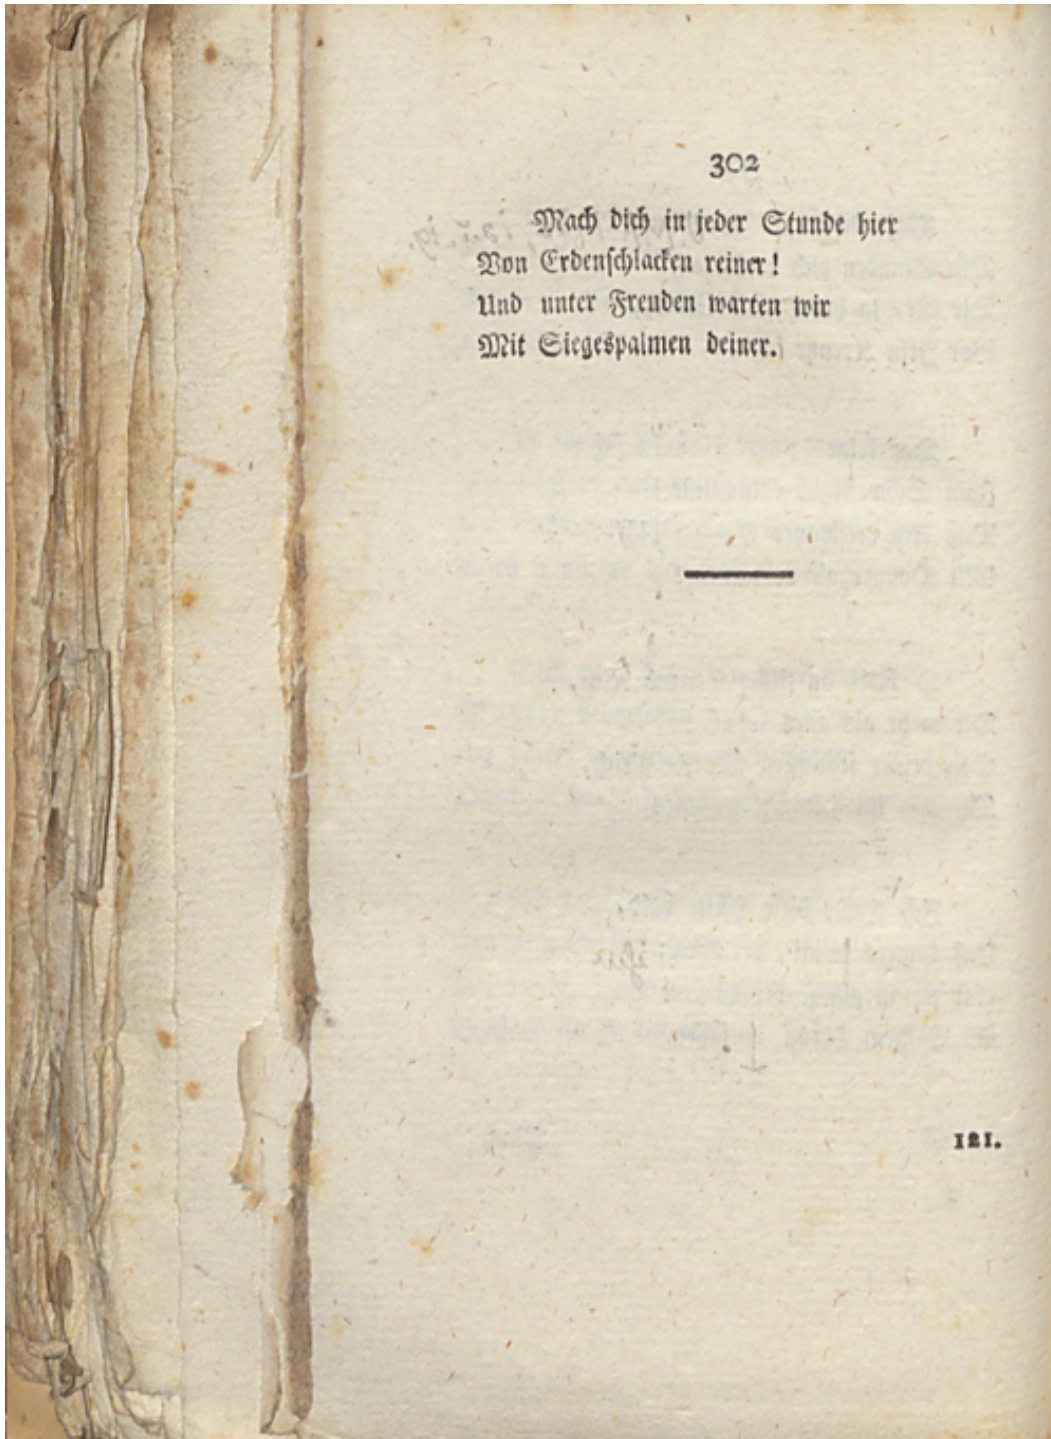 302
Mach dich in jeder Stunde hier
Von Erdenschlacken reiner!
Und unter Freuden warten wir
Mit Siegespalmen deiner.
121.